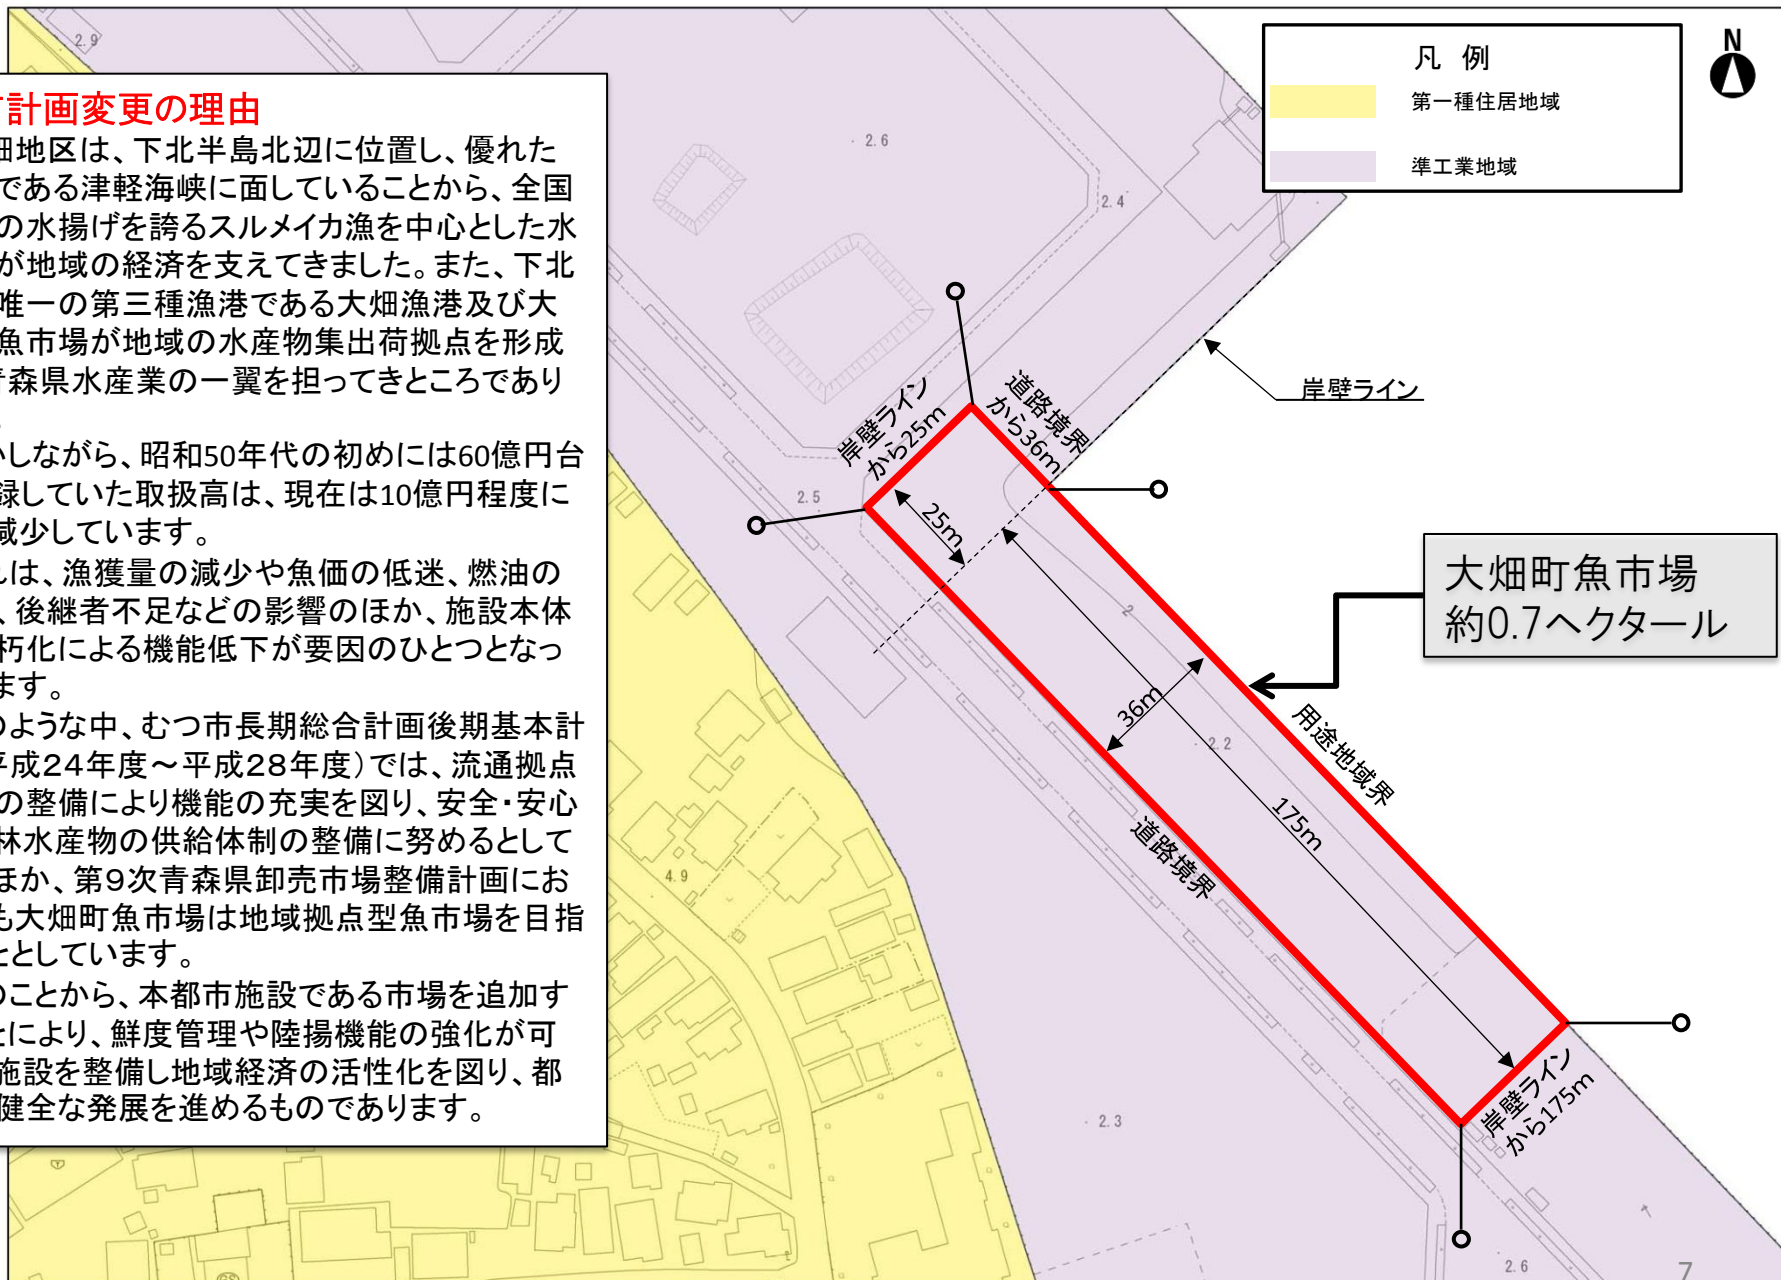 計画変更の理由
地区は、下北半島北辺に位置し、優れた
である津軽海峡に面していることから、全国
の水揚げを誇るスルメイカ漁を中心とした水
が地域の経済を支えてきました。また、下北
唯一の第三種漁港である大畑漁港及び大
魚市場が地域の水産物集出荷拠点を形成
青森県水産業の一翼を担ってきところであり
。
しながら、昭和50年代の初めには60億円台
録していた取扱高は、現在は10億円程度に
減少しています。
れは、漁獲量の減少や魚価の低迷、燃油の
、後継者不足などの影響のほか、施設本体
朽化による機能低下が要因のひとつとなっ
ます。
のような中、むつ市長期総合計画後期基本計
平成24年度～平成28年度）では、流通拠点
の整備により機能の充実を図り、安全・安心
林水産物の供給体制の整備に努めるとして
ほか、第9次青森県卸売市場整備計画にお
も大畑町魚市場は地域拠点型魚市場を目指
ととしています。
のことから、本都市施設である市場を追加す
とにより、鮮度管理や陸揚機能の強化が可
施設を整備し地域経済の活性化を図り、都
健全な発展を進めるものであります。
凡 例
第一種住居地域
準工業地域
N
岸壁ライン
岸壁ライン
から25m
道路境界
から36m
25m
36m
175m
大畑町魚市場
約0.7ヘクタール
用途地域界
道路境界
岸壁ライン
から175m
2.9
2.6
2.4
2.5
2
2.2
4.9
2.3
2.6
7